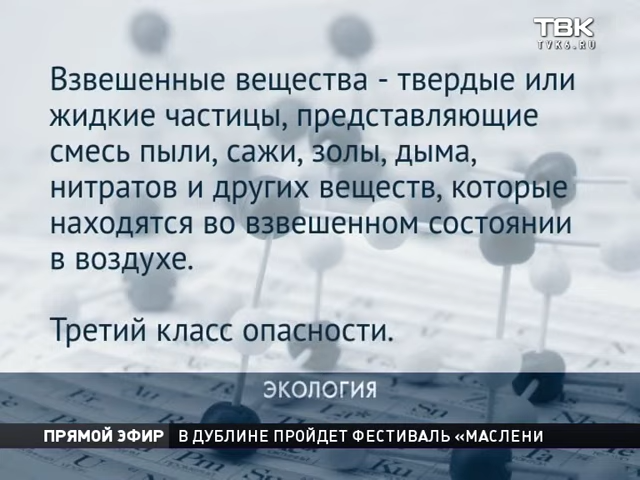 ТВК
TVK6.RU
Взвешенные вещества - твердые или
жидкие частицы, представляющие
смесь пыли, сажи, золы, дыма,
нитратов и других веществ, которые
находятся во взвешенном состоянии
в воздухе.
Третий класс опасности.
ЭКОЛОГИЯ
ПРЯМОЙ ЭФИР В ДУБЛИНЕ ПРОЙДЕТ ФЕСТИВАЛЬ «МАСЛЕНИ